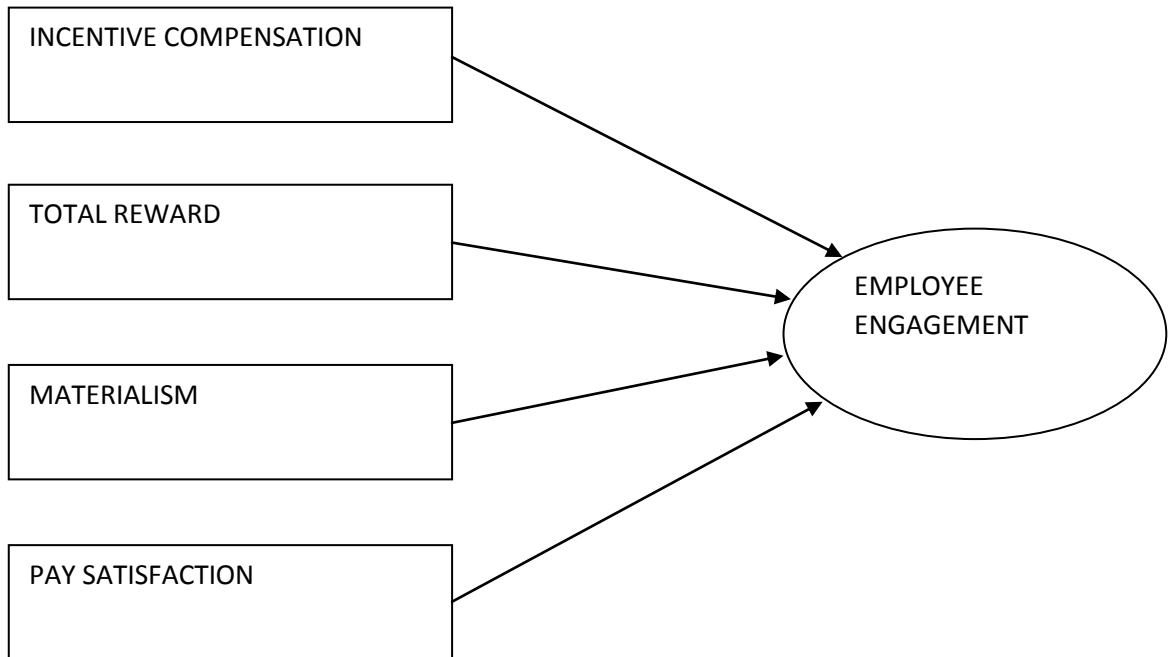 INCENTIVE COMPENSATION
TOTAL REWARD
EMPLOYEE
ENGAGEMENT
MATERIALISM
PAY SATISFACTION